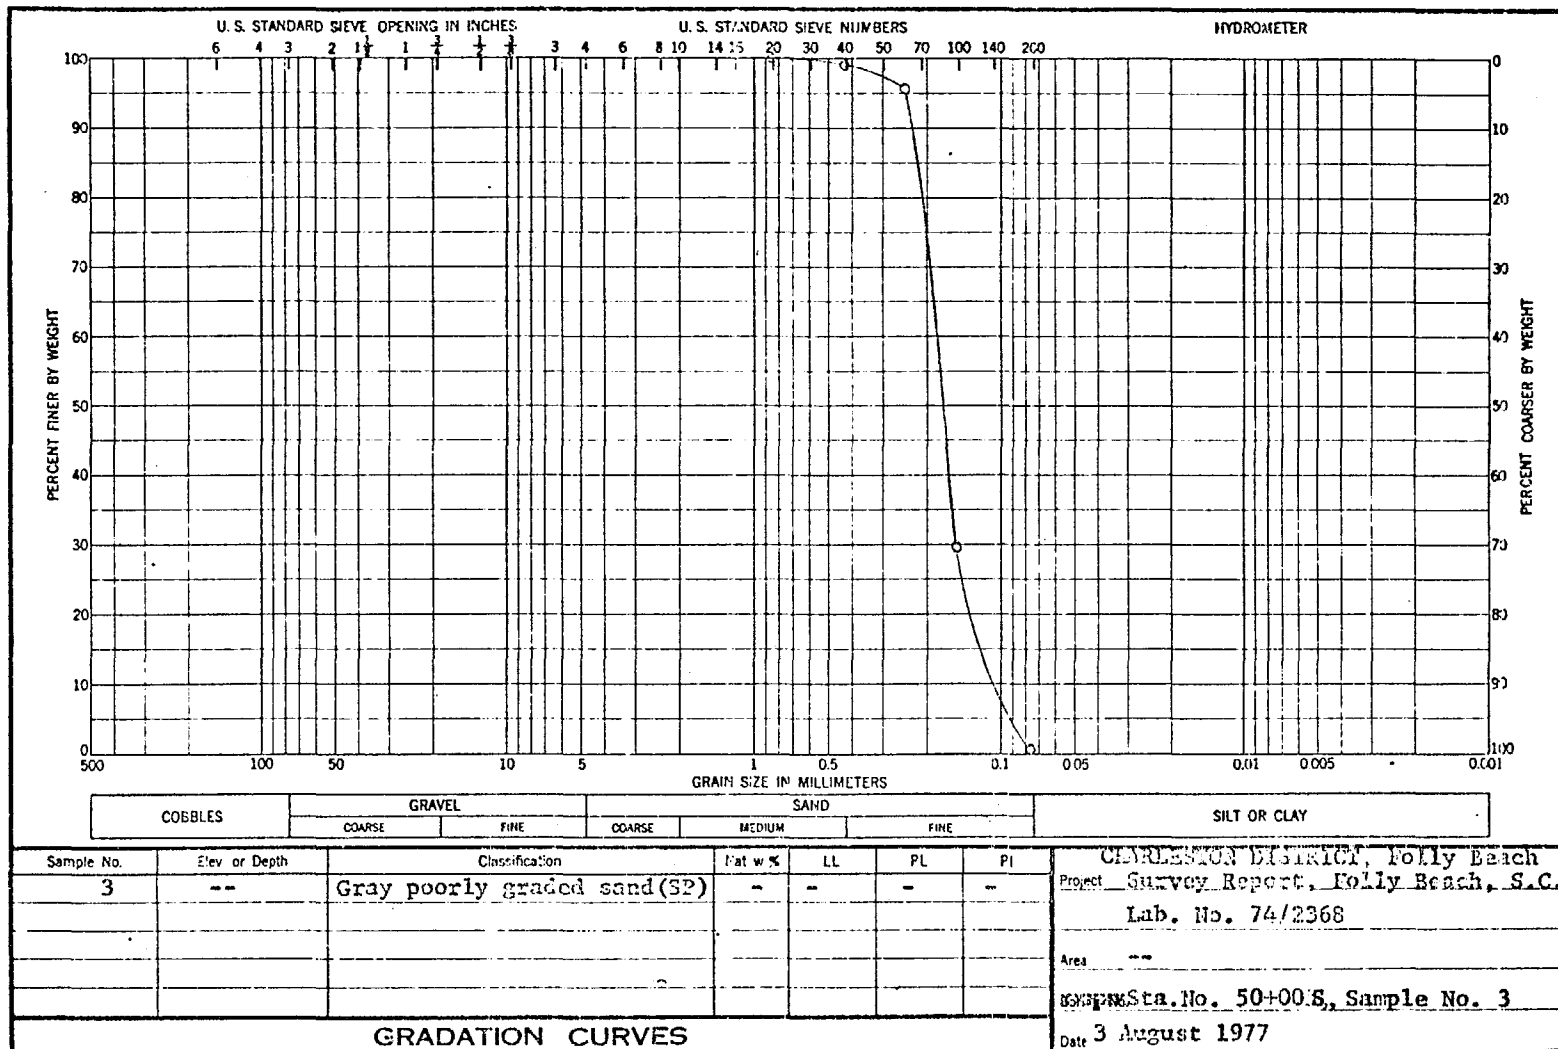 U. S. STANDARD SIEVE OPENING IN INCHES
U. S. STANDARD SIEVE NUMBERS
HYDROMETER
6 4 3 2 1½ 1 ¾ ½ ⅜ 3 4 6 8 10 14 16 20 30 40 50 70 100 140 200
100 0
90 10
80 20
70 30
60 40
50 50
40 60
30 70
20 80
10 90
0 100
PERCENT FINER BY WEIGHT
PERCENT COARSER BY WEIGHT
500 100 50 10 5 1 0.5 0.1 0.05 0.01 0.005 0.001
GRAIN SIZE IN MILLIMETERS
COBBLES
GRAVEL
SAND
SILT OR CLAY
COARSE FINE COARSE MEDIUM FINE
Sample No. Elev or Depth Classification Nat w % LL PL PI
3 -- Gray poorly graded sand(SP) - - - -
CHARLESTON DISTRICT, Folly Beach
Project Survey Report, Folly Beach, S.C.
Lab. No. 74/2368
Area --
Sta.No. 50+00S, Sample No. 3
Date 3 August 1977
GRADATION CURVES